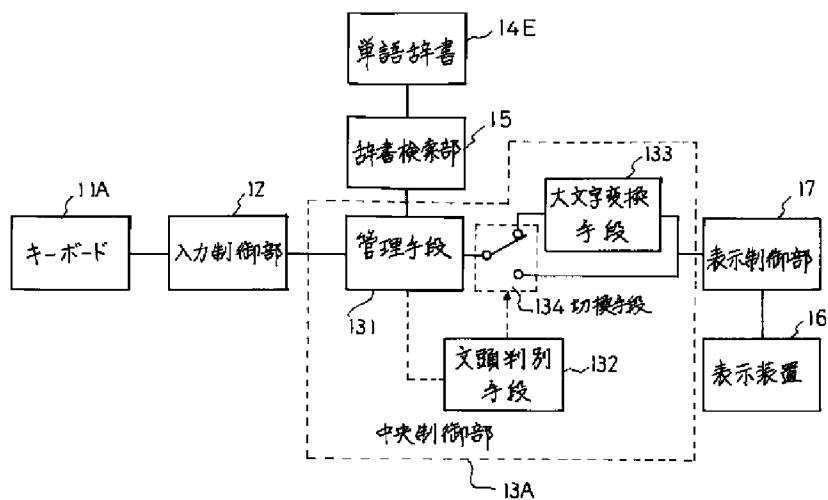 単語辞書
14E
辞書検索部
15
11A
キーボード
12
入力制御部
管理手段
131
133
大文字変換
手段
134 切換手段
17
表示制御部
16
表示装置
文頭判別
手段
132
中央制御部
13A